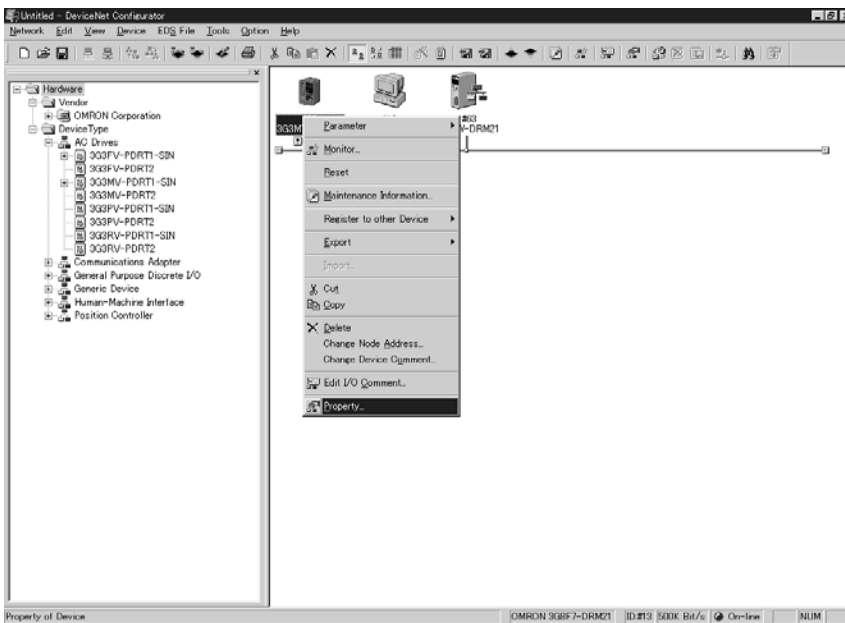 Untitled - DeviceNet Configurator
Network Edit View Device EDS File Tools Option Help
Hardware
Vendor
OMRON Corporation
DeviceType
AC Drives
3G3FV-PDRT1-SIN
3G3FV-PDRT2
3G3MV-PDRT1-SIN
3G3MV-PDRT2
3G3PV-PDRT1-SIN
3G3PV-PDRT2
3G3RV-PDRT1-SIN
3G3RV-PDRT2
Communications Adapter
General Purpose Discrete I/O
Generic Device
Human-Machine Interface
Position Controller
#63
3G3M
-DRM21
Parameter
Monitor...
Reset
Maintenance Information...
Register to other Device
Export
Import...
Cut
Copy
Delete
Change Node Address...
Change Device Comment...
Edit I/O Comment...
Property...
Property of Device
OMRON 3G8F7-DRM21 ID:#13 500K Bit/s On-line NUM